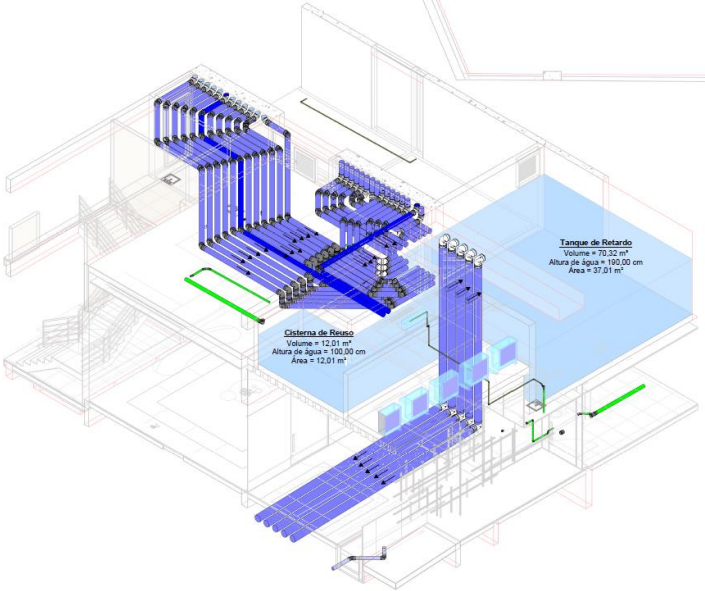 Tanque de Retardo
Volume = 70,32 m³
Altura de água = 190,00 cm
Área = 37,01 m²
Cisterna de Reuso
Volume = 12,01 m³
Altura de água = 100,00 cm
Área = 12,01 m²